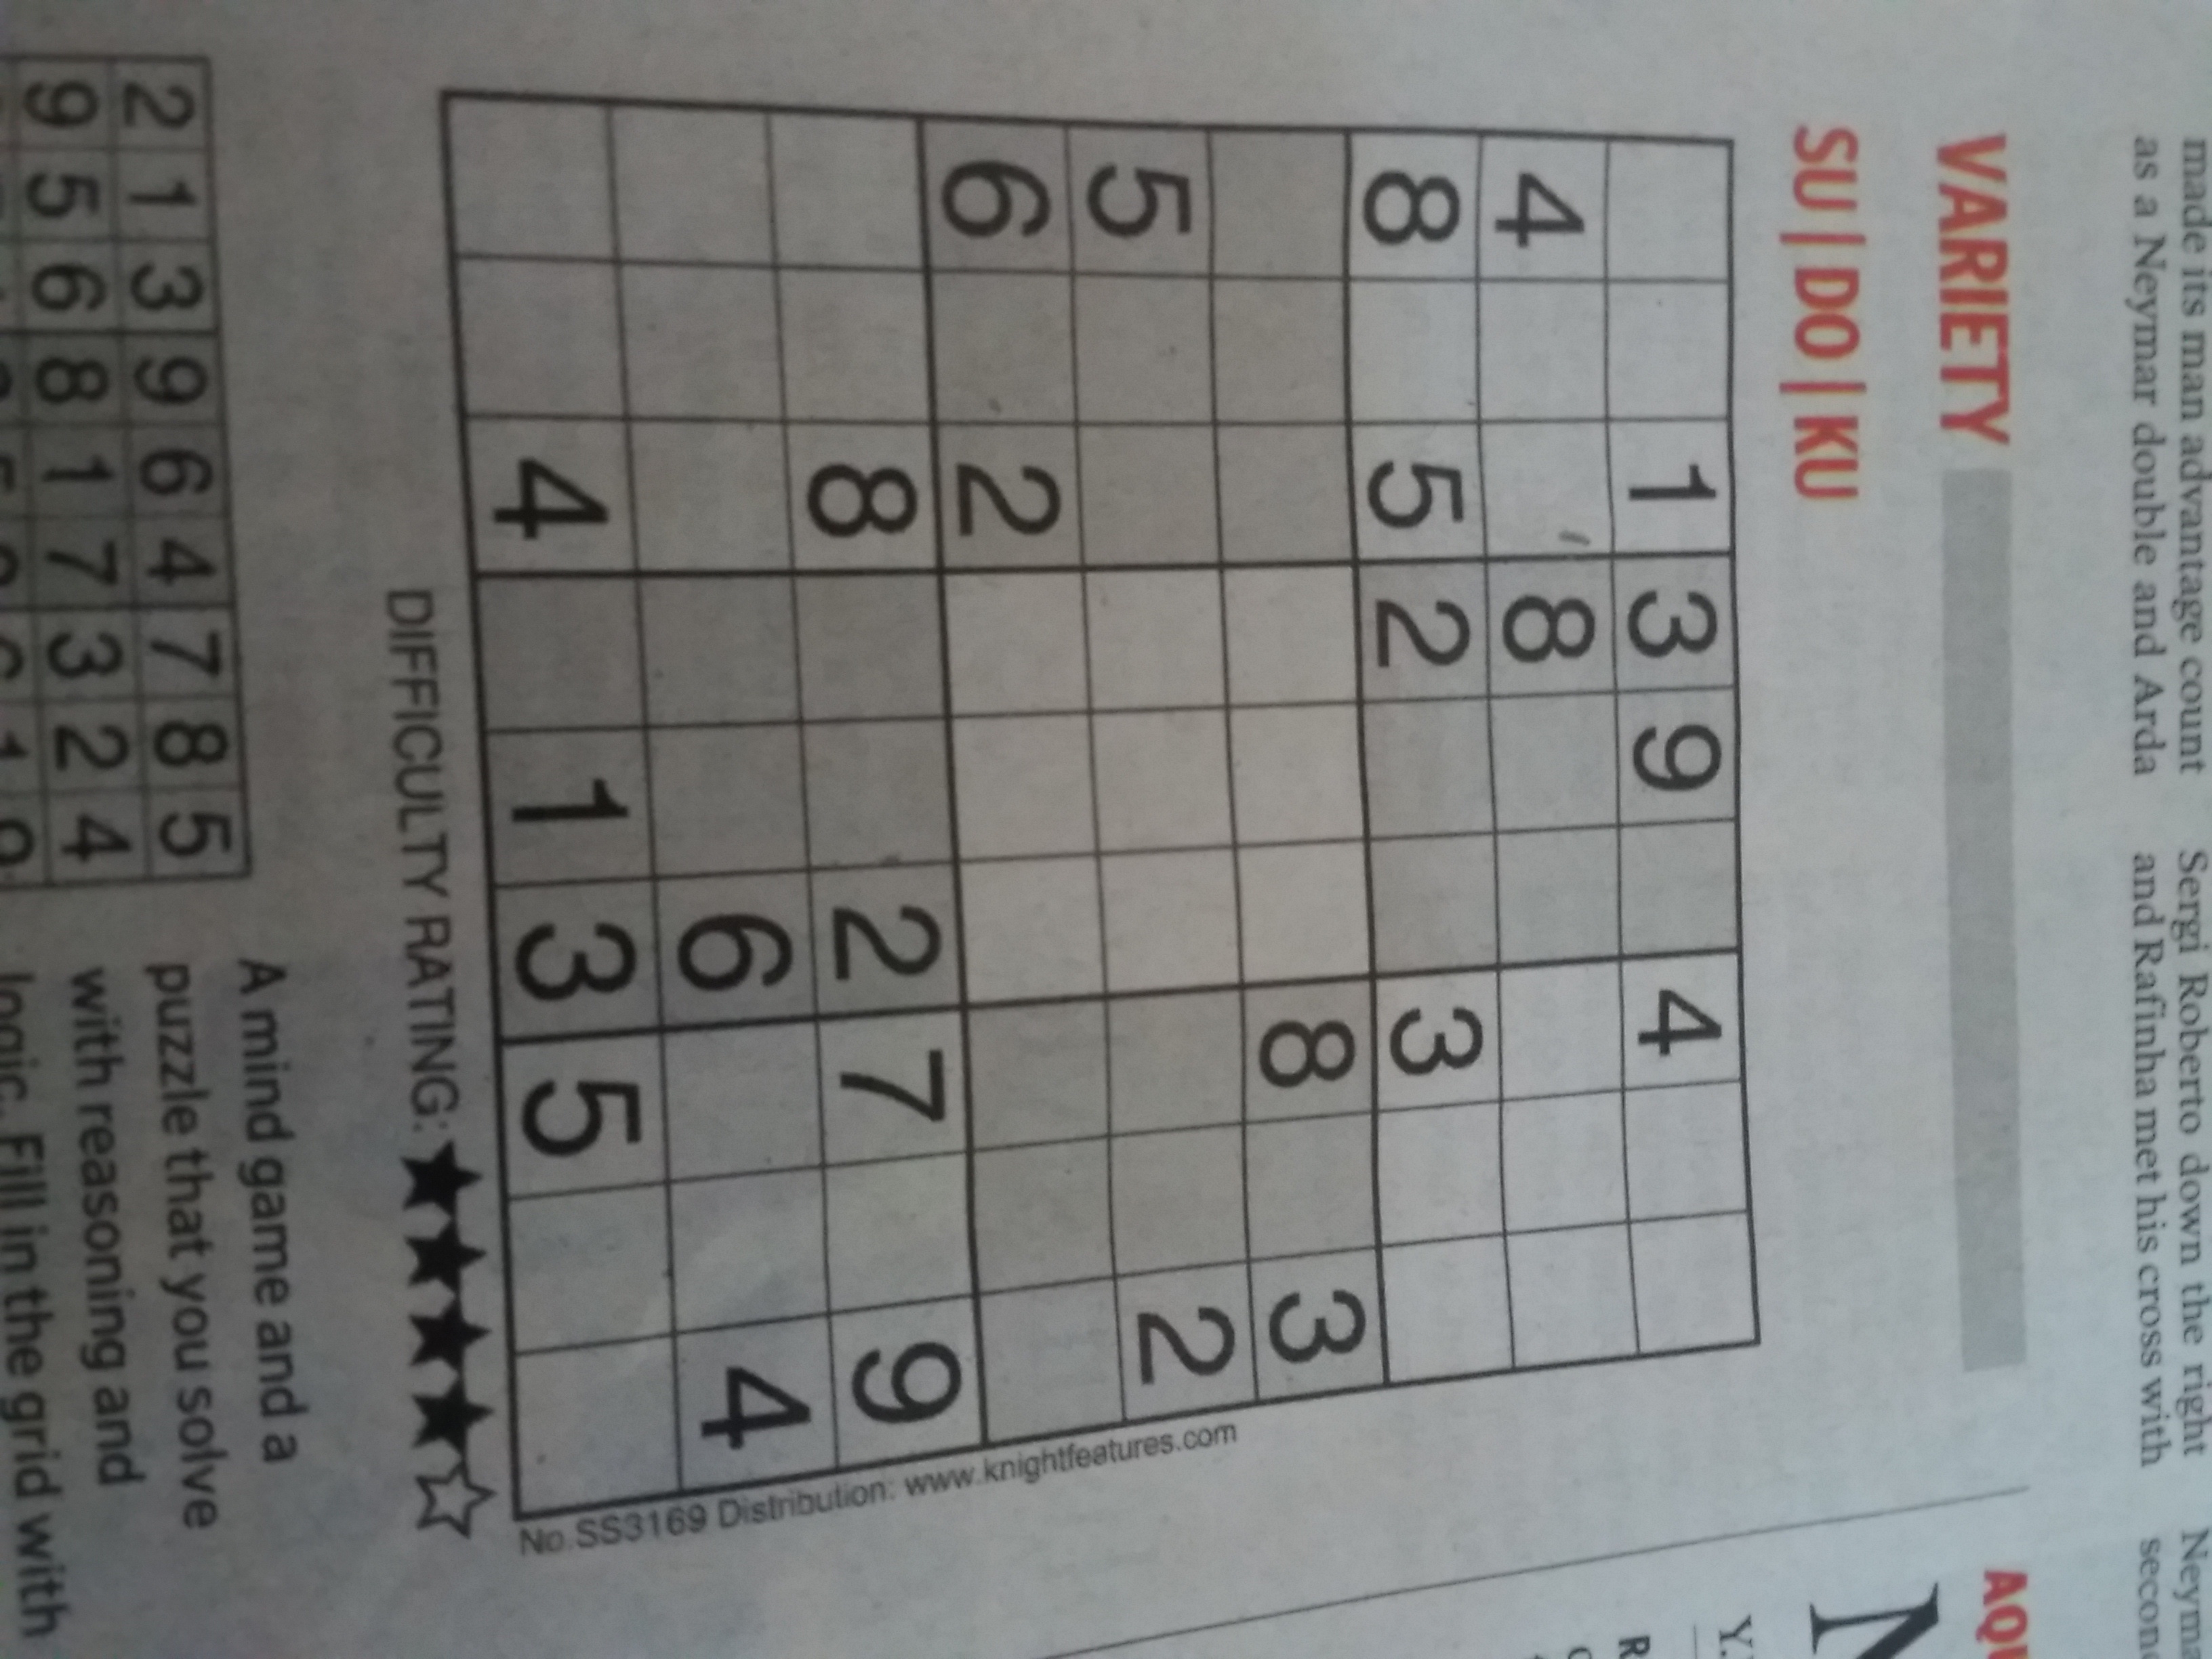 made its man advantage count
as a Neymar double and Arda
Sergi Roberto down the right
and Rafinha met his cross with
VARIETY
SU | DO | KU
1 3 9 4
4 8
8 5 2 3
8 3
5 2
6 2
8 2 7 9
6 4
4 1 3 5
No.SS3169 Distribution: www.knightfeatures.com
DIFFICULTY RATING: ★★★★☆
2 1 3 9 6 4 7 8 5
9 5 6 8 1 7 3 2 4
A mind game and a
puzzle that you solve
with reasoning and
logic. Fill in the grid with